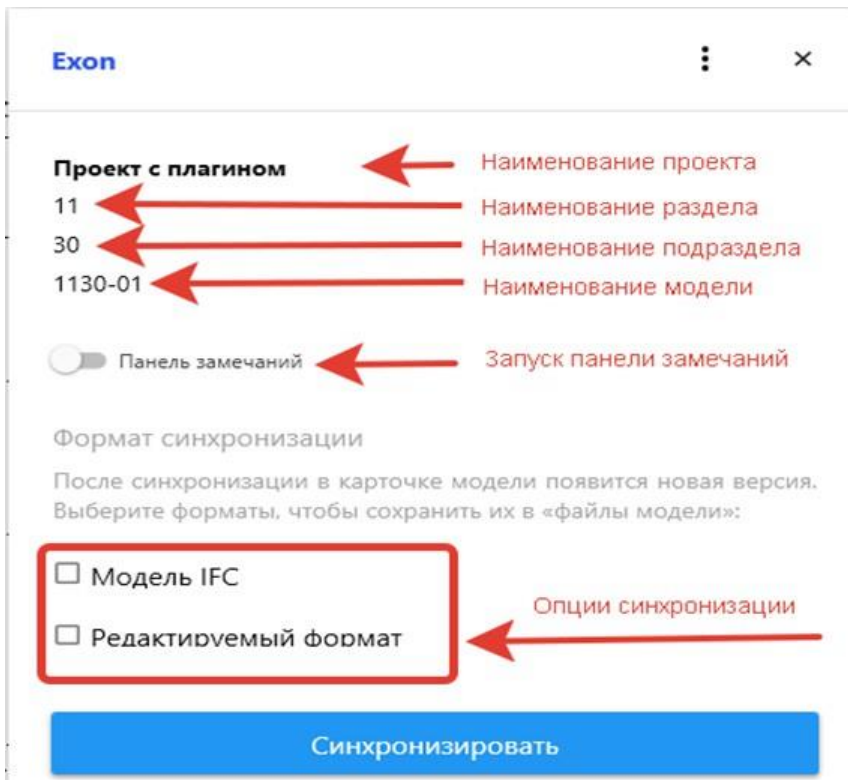 Exon
Проект с плагином
Наименование проекта
11
Наименование раздела
30
Наименование подраздела
1130-01
Наименование модели
Панель замечаний
Запуск панели замечаний
Формат синхронизации
После синхронизации в карточке модели появится новая версия.
Выберите форматы, чтобы сохранить их в «файлы модели»:
Модель IFC
Опции синхронизации
Редактируемый формат
Синхронизировать